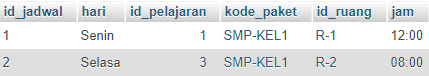 id_jadwal hari id_pelajaran kode_paket id_ruang jam
1 Senin 1 SMP-KEL1 R-1 12:00
2 Selasa 3 SMP-KEL1 R-2 08:00